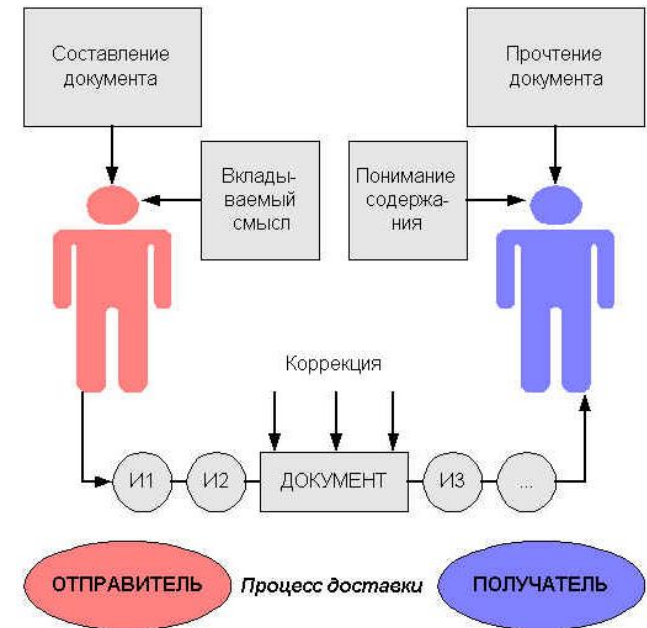 Составление
документа
Прочтение
документа
Вклады-
ваемый
смысл
Понимание
содержа-
ния
Коррекция
И1
И2
ДОКУМЕНТ
И3
...
ОТПРАВИТЕЛЬ
Процесс доставки
ПОЛУЧАТЕЛЬ